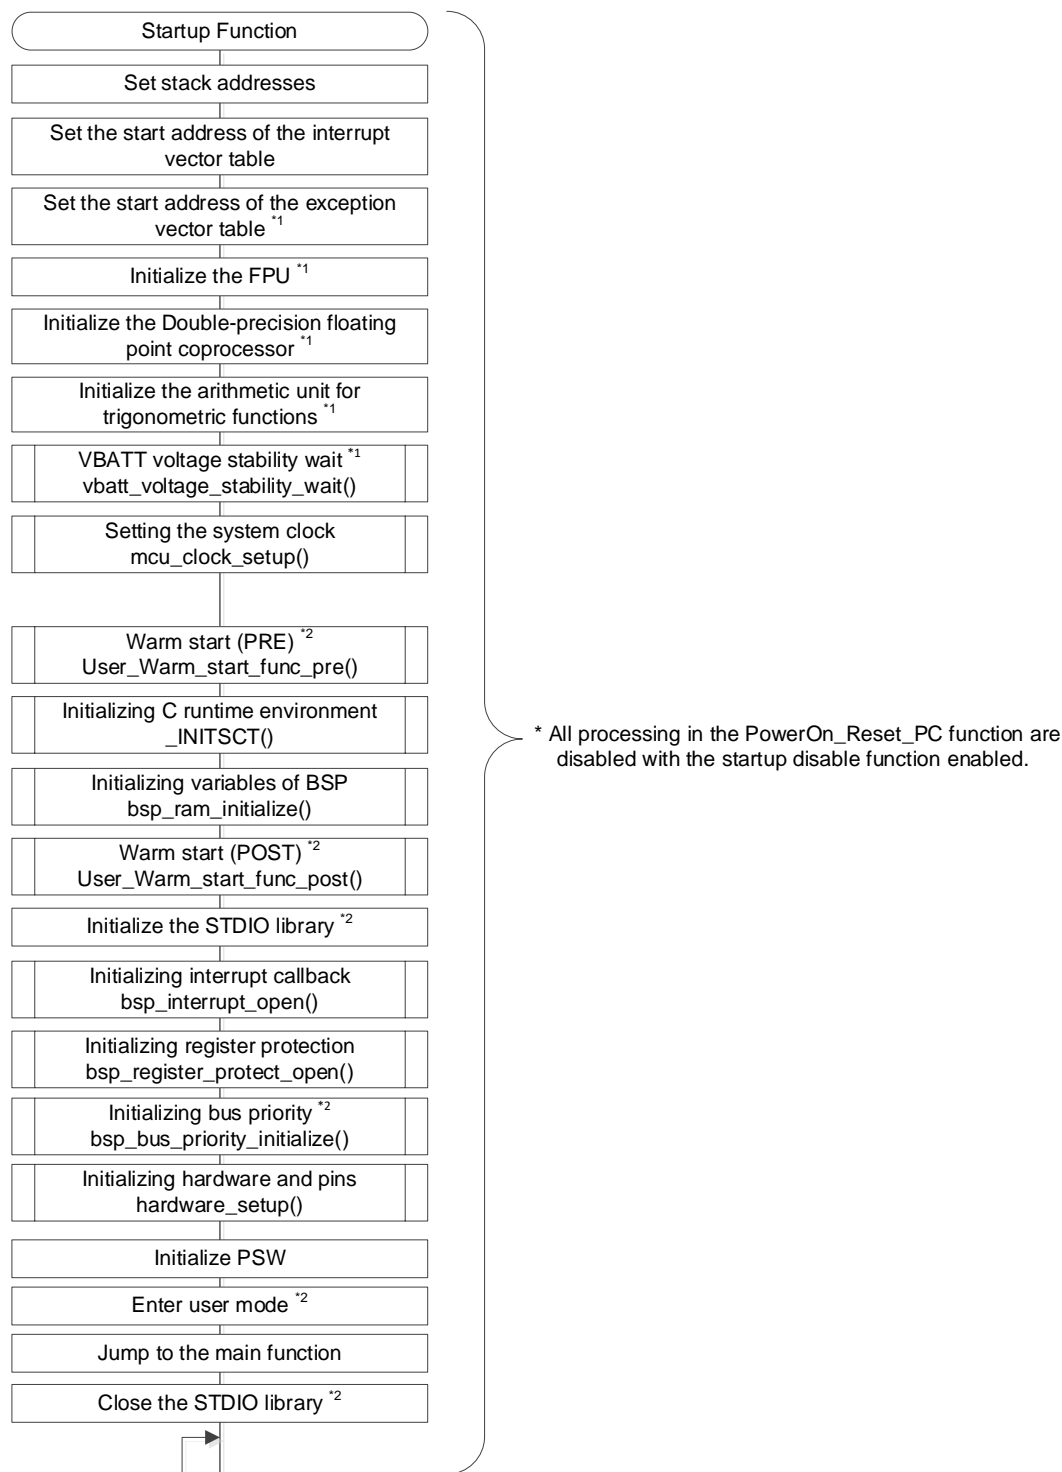 Startup Function
Set stack addresses
Set the start address of the interrupt
vector table
Set the start address of the exception
vector table *1
Initialize the FPU *1
Initialize the Double-precision floating
point coprocessor *1
Initialize the arithmetic unit for
trigonometric functions *1
VBATT voltage stability wait *1
vbatt_voltage_stability_wait()
Setting the system clock
mcu_clock_setup()
Warm start (PRE) *2
User_Warm_start_func_pre()
Initializing C runtime environment
_INITSCT()
* All processing in the PowerOn_Reset_PC function are
disabled with the startup disable function enabled.
Initializing variables of BSP
bsp_ram_initialize()
Warm start (POST) *2
User_Warm_start_func_post()
Initialize the STDIO library *2
Initializing interrupt callback
bsp_interrupt_open()
Initializing register protection
bsp_register_protect_open()
Initializing bus priority *2
bsp_bus_priority_initialize()
Initializing hardware and pins
hardware_setup()
Initialize PSW
Enter user mode *2
Jump to the main function
Close the STDIO library *2